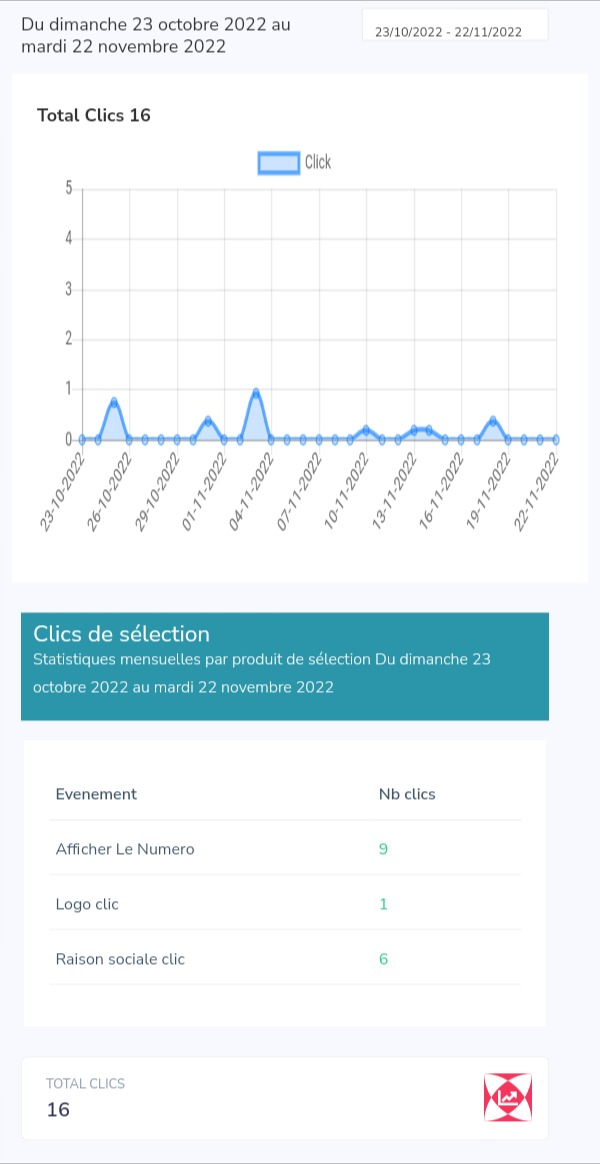 Du dimanche 23 octobre 2022 au
mardi 22 novembre 2022
23/10/2022 - 22/11/2022
Total Clics 16
Click
5
4
3
2
1
0
23-10-2022
26-10-2022
29-10-2022
01-11-2022
04-11-2022
07-11-2022
10-11-2022
13-11-2022
16-11-2022
19-11-2022
22-11-2022
Clics de sélection
Statistiques mensuelles par produit de sélection Du dimanche 23
octobre 2022 au mardi 22 novembre 2022
Evenement Nb clics
Afficher Le Numero 9
Logo clic 1
Raison sociale clic 6
TOTAL CLICS
16